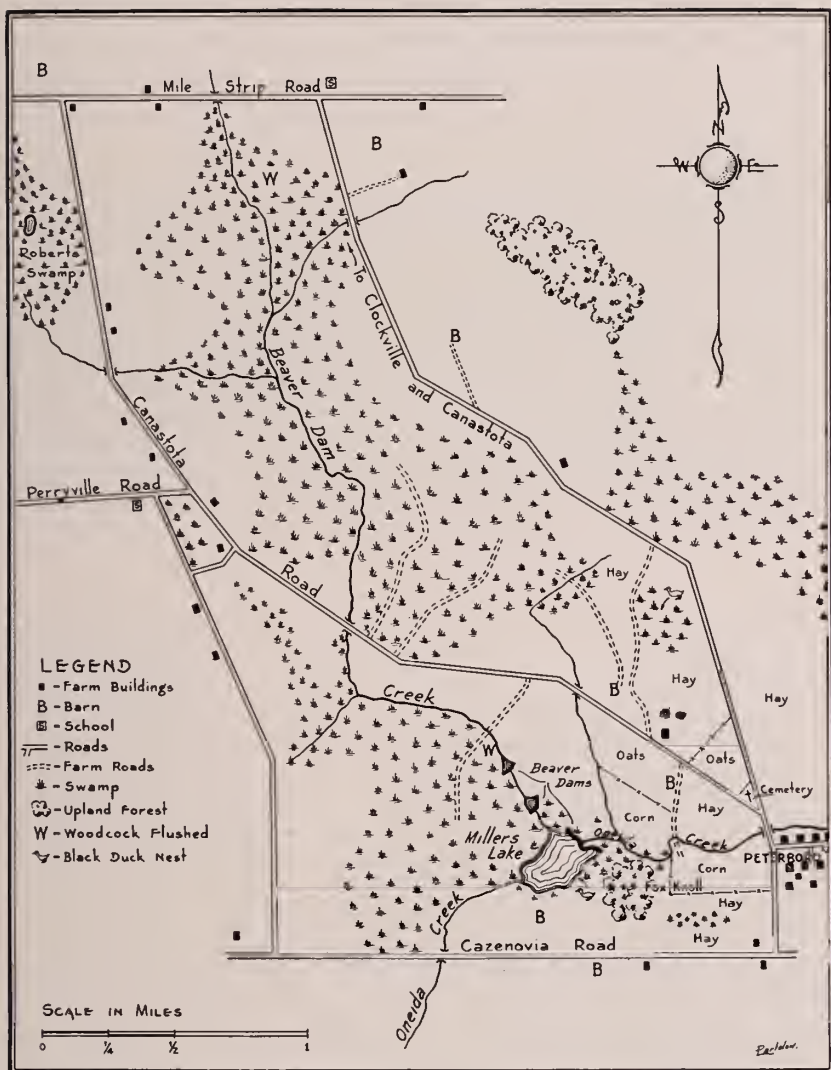 B
Mile Strip Road S
B
W
N
W E
S
Roberts
Swamp
To Clockville and Canastota
B
Beaver Dam
Canastota
Road
Perryville Road
S
Hay
B
Hay
Hay
LEGEND
■ - Farm Buildings
B - Barn
S - School
- Roads
- Farm Roads
- Swamp
- Upland Forest
W - Woodcock Flushed
- Black Duck Nest
Creek
W
Beaver
Dams
Oats
Oats
B
Hay
Corn
Cemetery
Millers
Lake
Creek
PETERBORO
Corn
Fox Knoll
Hay
Hay
B
Creek
Cazenovia Road
B
Oneida
SCALE IN MILES
0 ¼ ½ 1